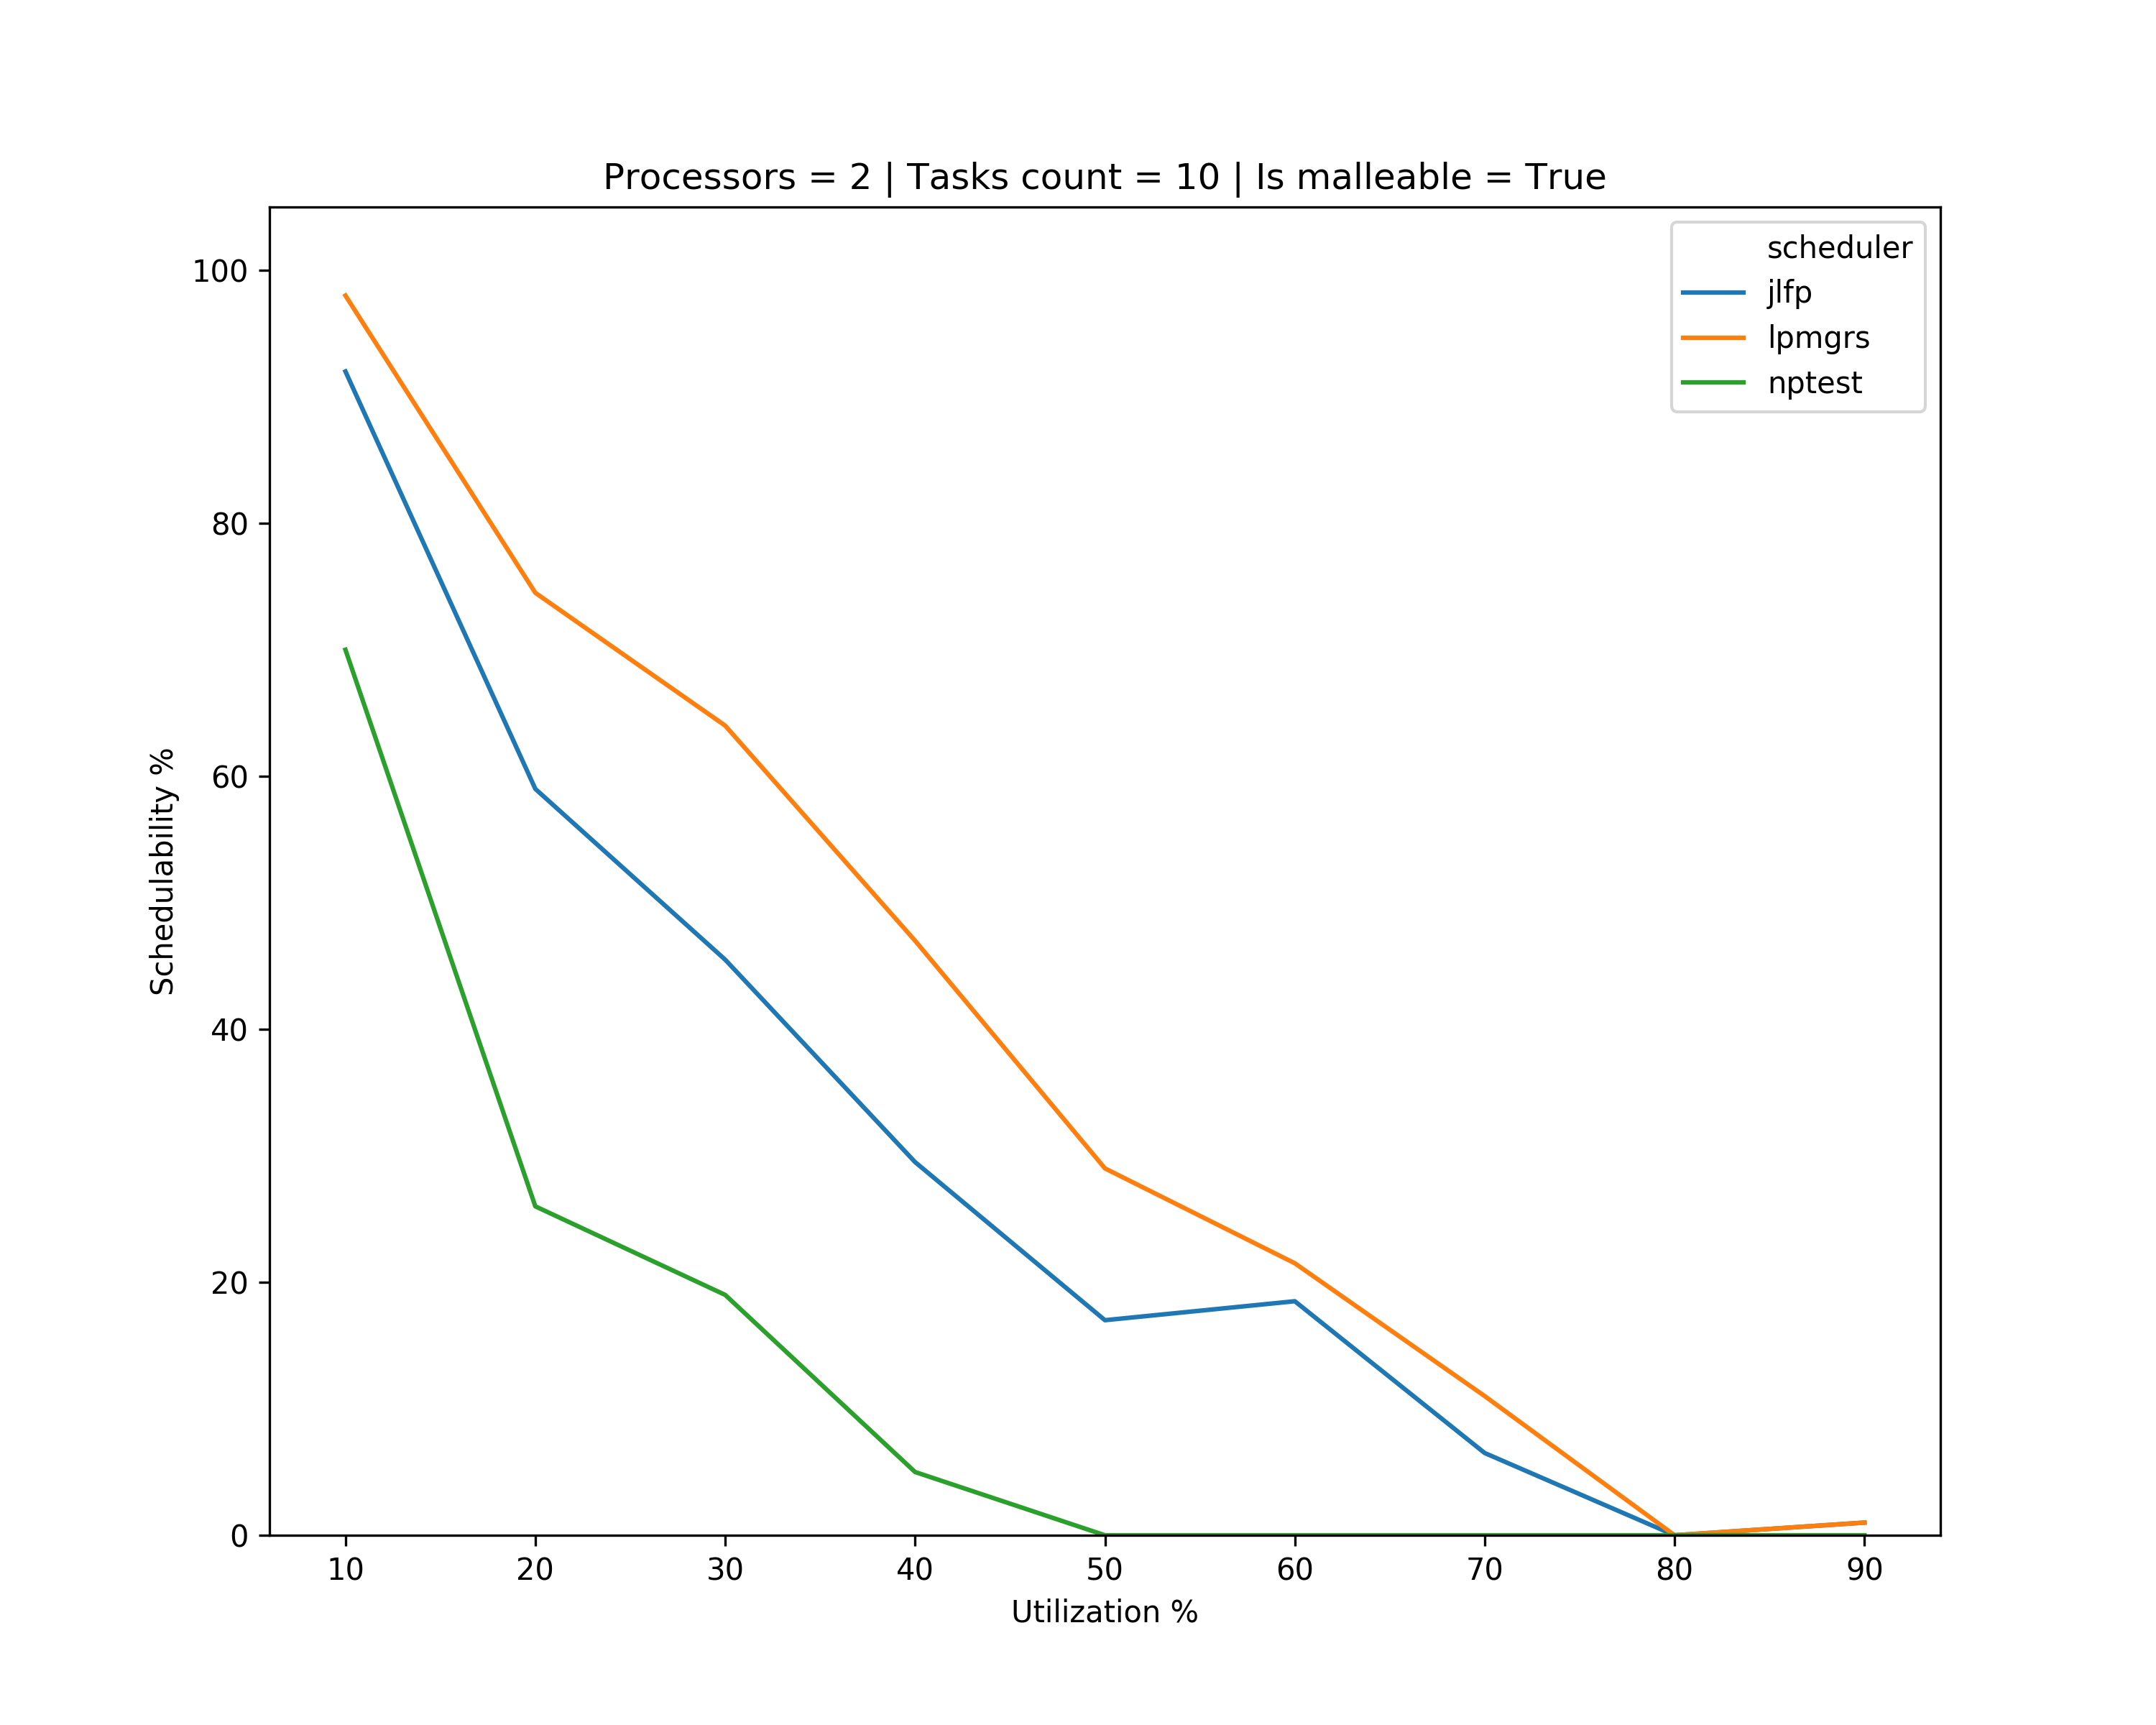 Processors = 2 | Tasks count = 10 | Is malleable = True
scheduler
jlfp
lpmgrs
nptest
Schedulability %
100
80
60
40
20
0
10 20 30 40 50 60 70 80 90
Utilization %